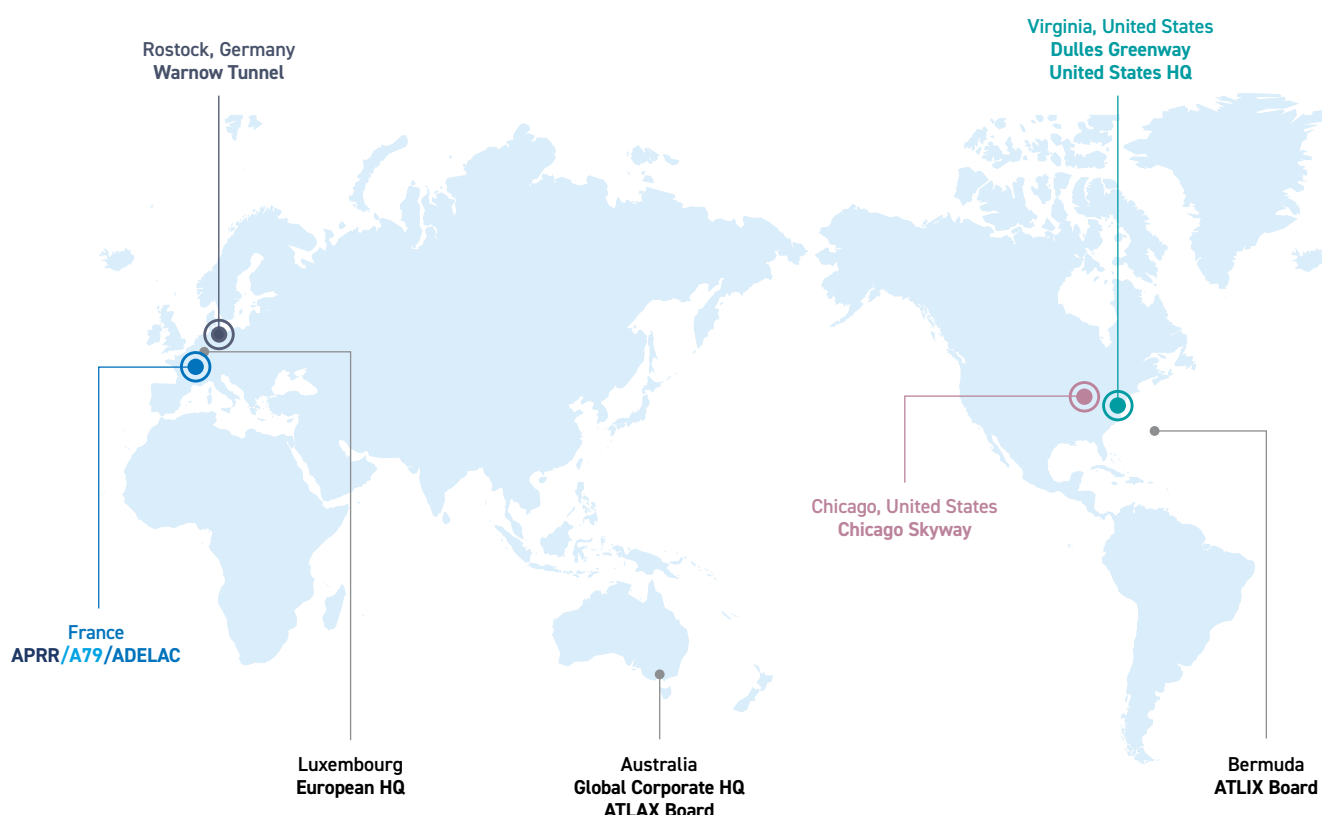 Rostock, Germany
Warnow Tunnel
Virginia, United States
Dulles Greenway
United States HQ
Chicago, United States
Chicago Skyway
France
APRR/A79/ADELAC
Luxembourg
European HQ
Australia
Global Corporate HQ
ATLAX Board
Bermuda
ATLIX Board